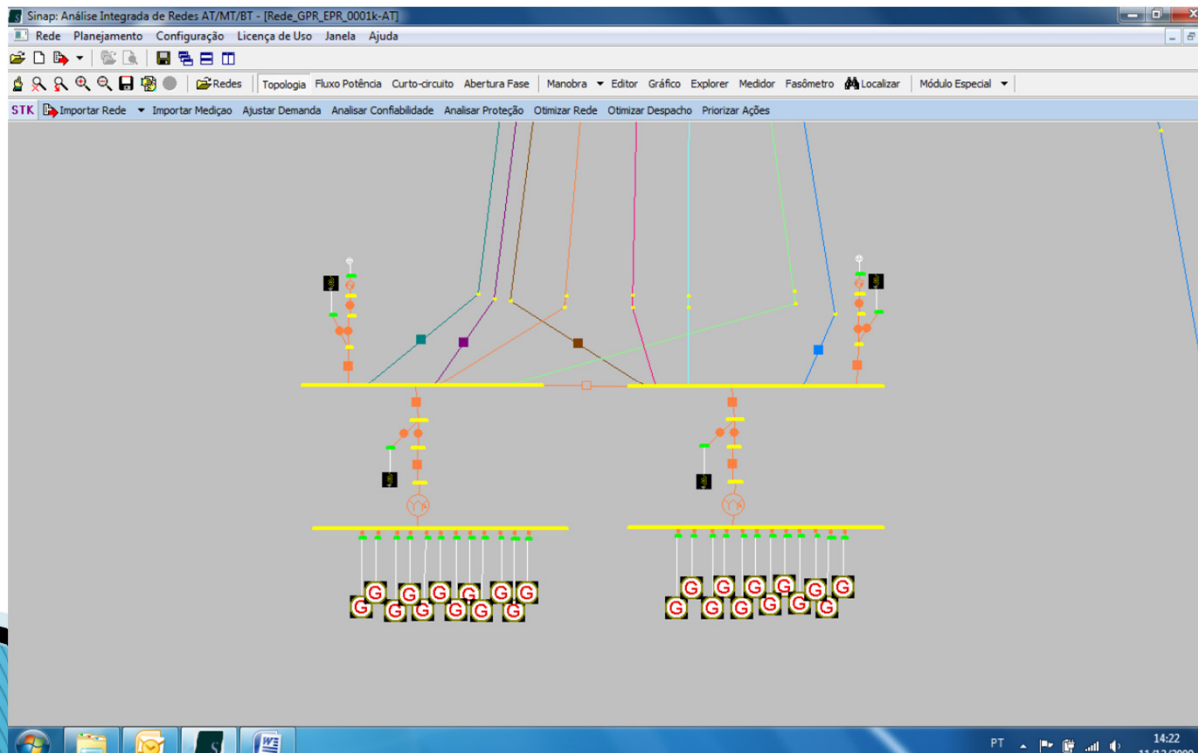 Sinap: Análise Integrada de Redes AT/MT/BT - [Rede_GPR_EPR_0001k-AT]
Rede Planejamento Configuração Licença de Uso Janela Ajuda
Redes Topologia Fluxo Potência Curto-circuito Abertura Fase Manobra Editor Gráfico Explorer Medidor Fasômetro Localizar Módulo Especial
STK Importar Rede Importar Medição Ajustar Demanda Analisar Confiabilidade Analisar Proteção Otimizar Rede Otimizar Despacho Priorizar Ações
G G G G G G G G G G G G
G G G G G G G G G G G G
PT 14:22